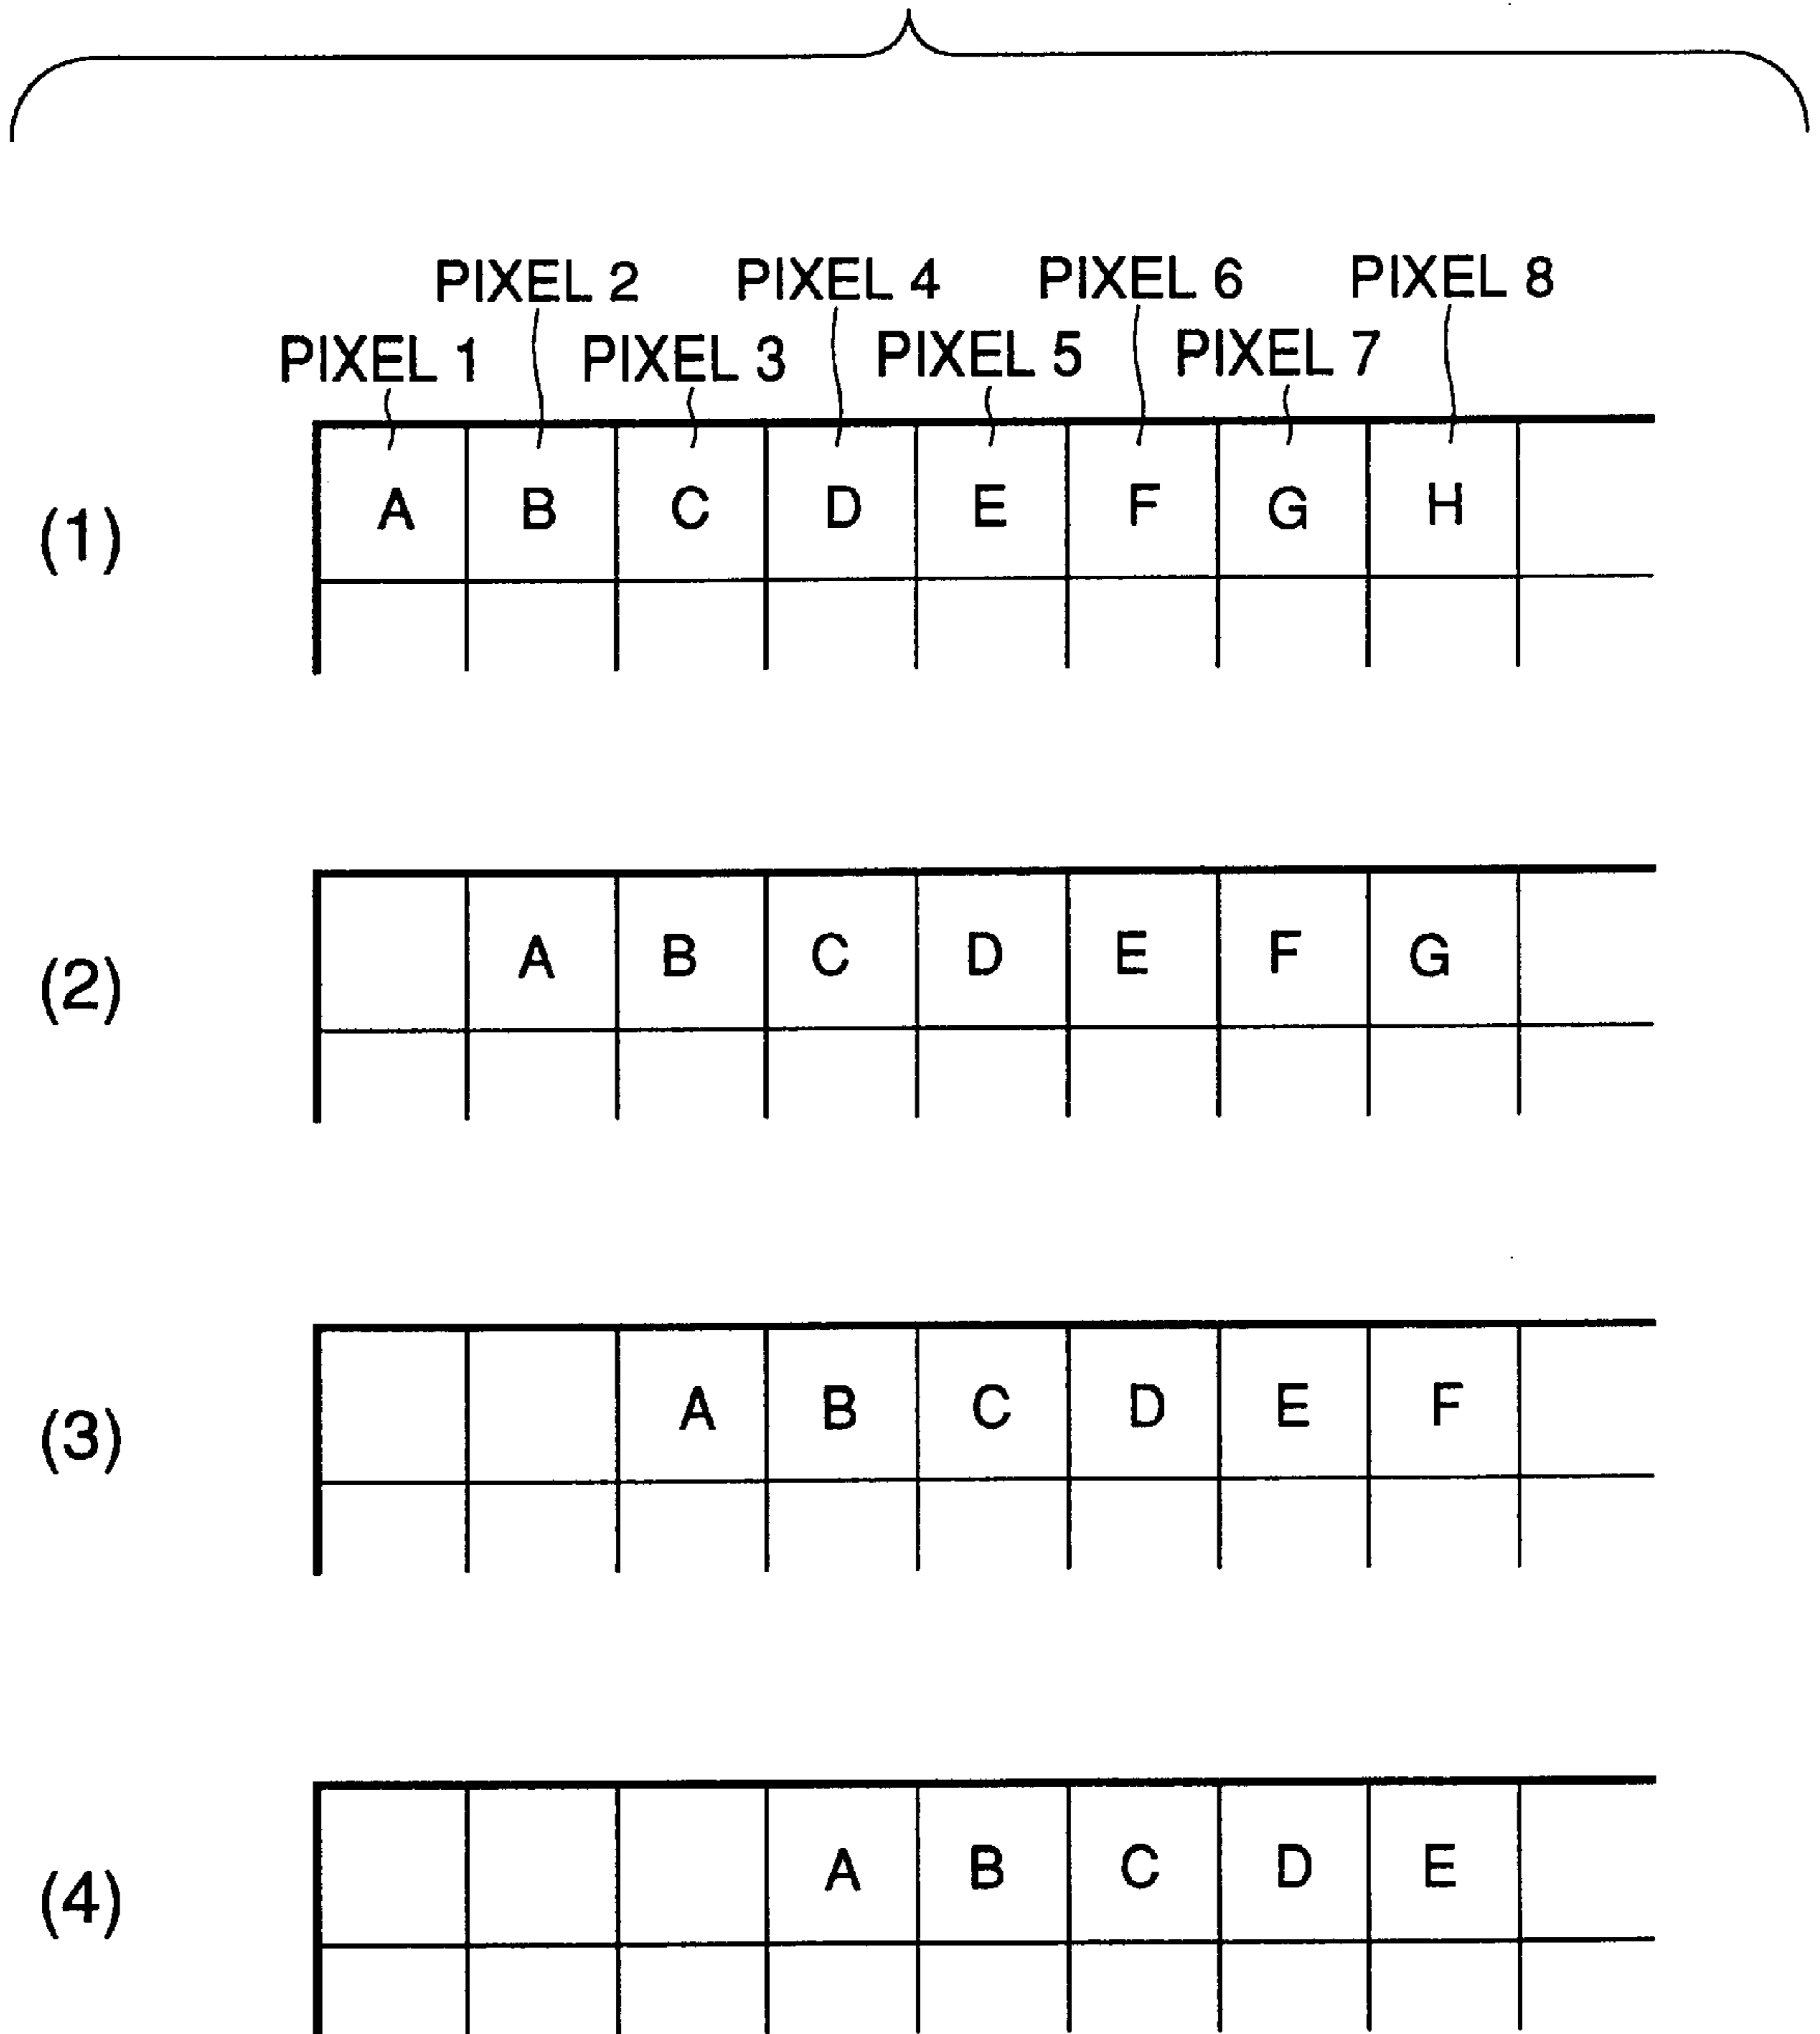 PIXEL 2 PIXEL 4 PIXEL 6 PIXEL 8
PIXEL 1 PIXEL 3 PIXEL 5 PIXEL 7
(1) A B C D E F G H
(2) A B C D E F G
(3) A B C D E F
(4) A B C D E